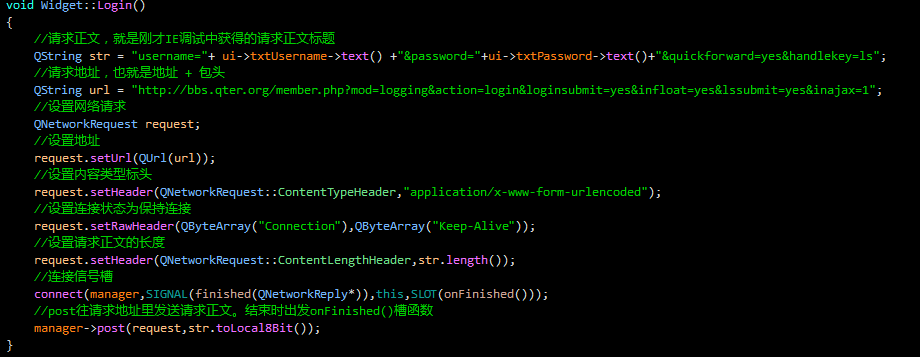 void Widget::Login()
{
    //请求正文，就是刚才IE调试中获得的请求正文标题
    QString str = "username="+ ui->txtUsername->text() +"&password="+ui->txtPassword->text()+"&quickforward=yes&handlekey=ls";
    //请求地址，也就是地址 + 包头
    QString url = "http://bbs.qter.org/member.php?mod=logging&action=login&loginsubmit=yes&infloat=yes&lssubmit=yes&inajax=1";
    //设置网络请求
    QNetworkRequest request;
    //设置地址
    request.setUrl(QUrl(url));
    //设置内容类型标头
    request.setHeader(QNetworkRequest::ContentTypeHeader,"application/x-www-form-urlencoded");
    //设置连接状态为保持连接
    request.setRawHeader(QByteArray("Connection"),QByteArray("Keep-Alive"));
    //设置请求正文的长度
    request.setHeader(QNetworkRequest::ContentLengthHeader,str.length());
    //连接信号槽
    connect(manager,SIGNAL(finished(QNetworkReply*)),this,SLOT(onFinished()));
    //post往请求地址里发送请求正文。结束时出发onFinished()槽函数
    manager->post(request,str.toLocal8Bit());
}